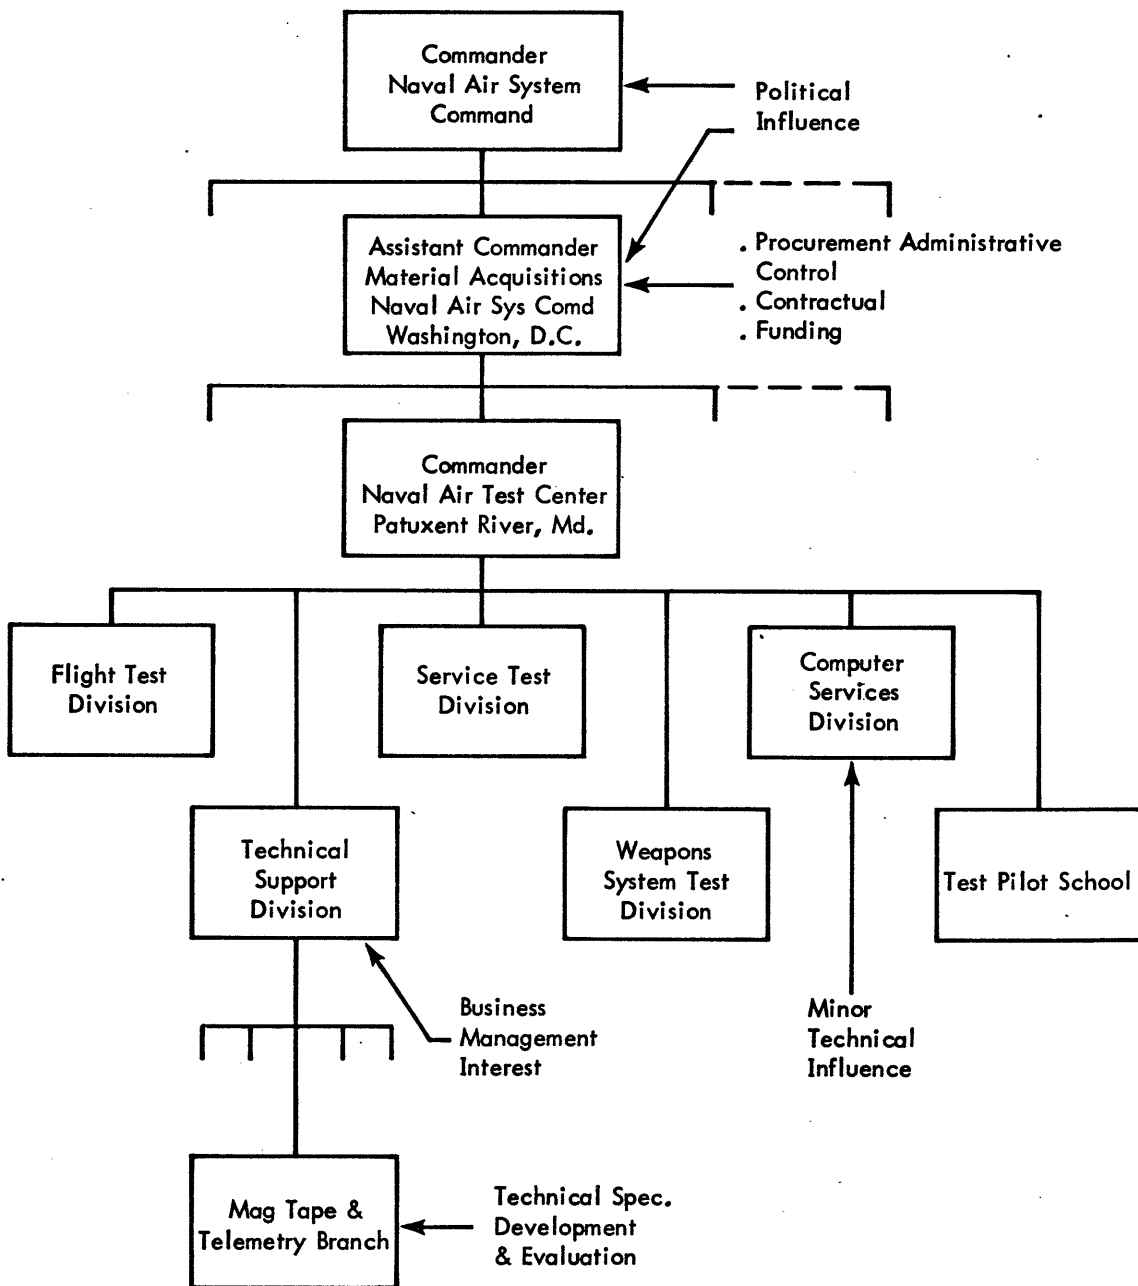 Commander
Naval Air System
Command
Political
Influence
Assistant Commander
Material Acquisitions
Naval Air Sys Comd
Washington, D.C.
. Procurement Administrative
Control
. Contractual
. Funding
Commander
Naval Air Test Center
Patuxent River, Md.
Flight Test
Division
Service Test
Division
Computer
Services
Division
Technical
Support
Division
Weapons
System Test
Division
Test Pilot School
Business
Management
Interest
Minor
Technical
Influence
Mag Tape &
Telemetry Branch
Technical Spec.
Development
& Evaluation